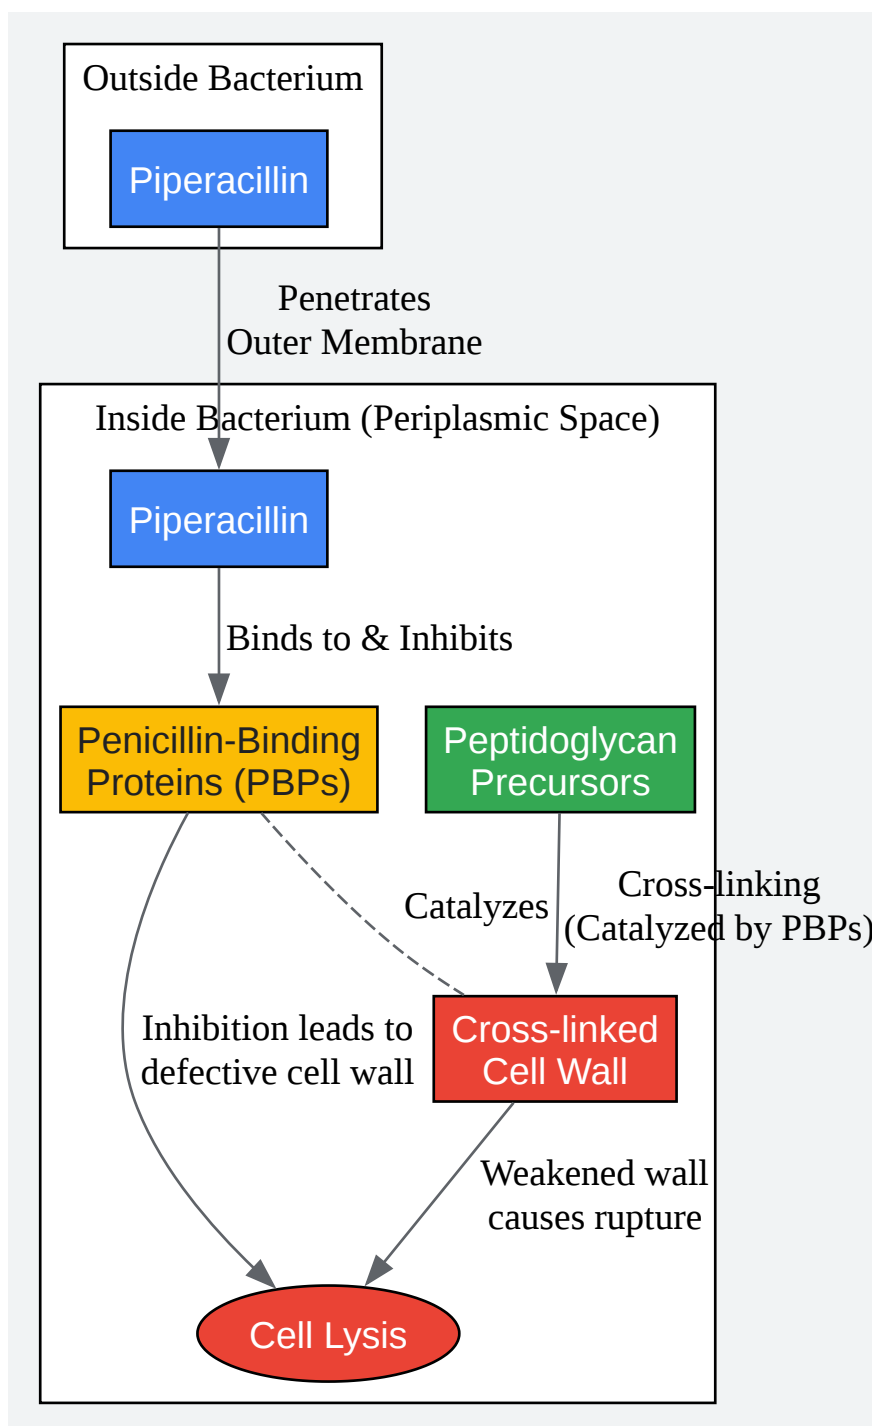 Outside Bacterium
Piperacillin
Penetrates
Outer Membrane
Inside Bacterium (Periplasmic Space)
Piperacillin
Binds to & Inhibits
Penicillin-Binding
Proteins (PBPs)
Peptidoglycan
Precursors
Catalyzes
Cross-linking
(Catalyzed by PBPs)
Inhibition leads to
defective cell wall
Cross-linked
Cell Wall
Weakened wall
causes rupture
Cell Lysis